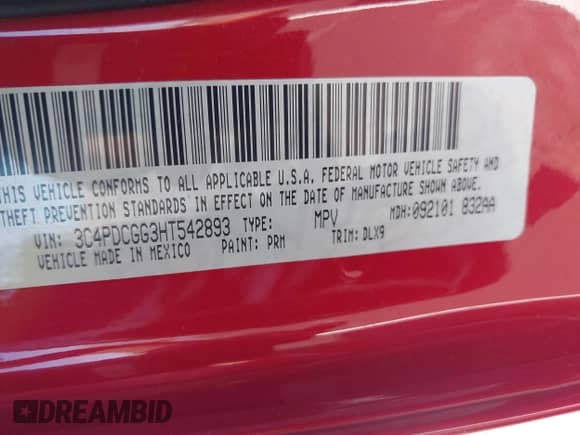 THIS VEHICLE CONFORMS TO ALL APPLICABLE U.S.A. FEDERAL MOTOR VEHICLE SAFETY AND
THEFT PREVENTION STANDARDS IN EFFECT ON THE DATE OF MANUFACTURE SHOWN ABOVE.
VIN: 3C4PDCGG3HT542893 TYPE: MPV MDH:092101 832AA
VEHICLE MADE IN MEXICO PAINT: PRM TRIM: DLX9
DREAMBID